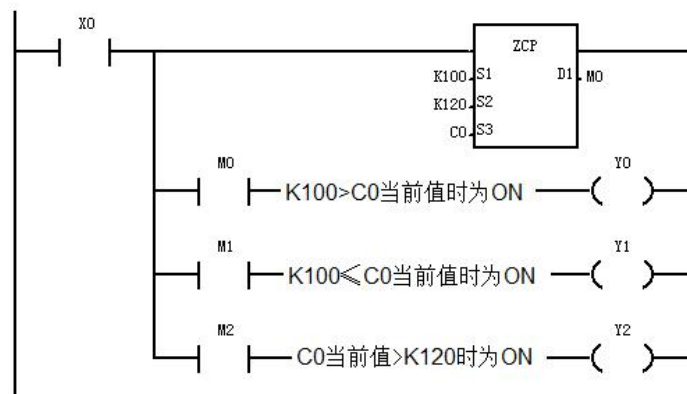 X0
ZCP
K100 S1 D1 M0
K120 S2
C0 S3
M0 K100>C0当前值时为ON Y0
M1 K100≤C0当前值时为ON Y1
M2 C0当前值>K120时为ON Y2